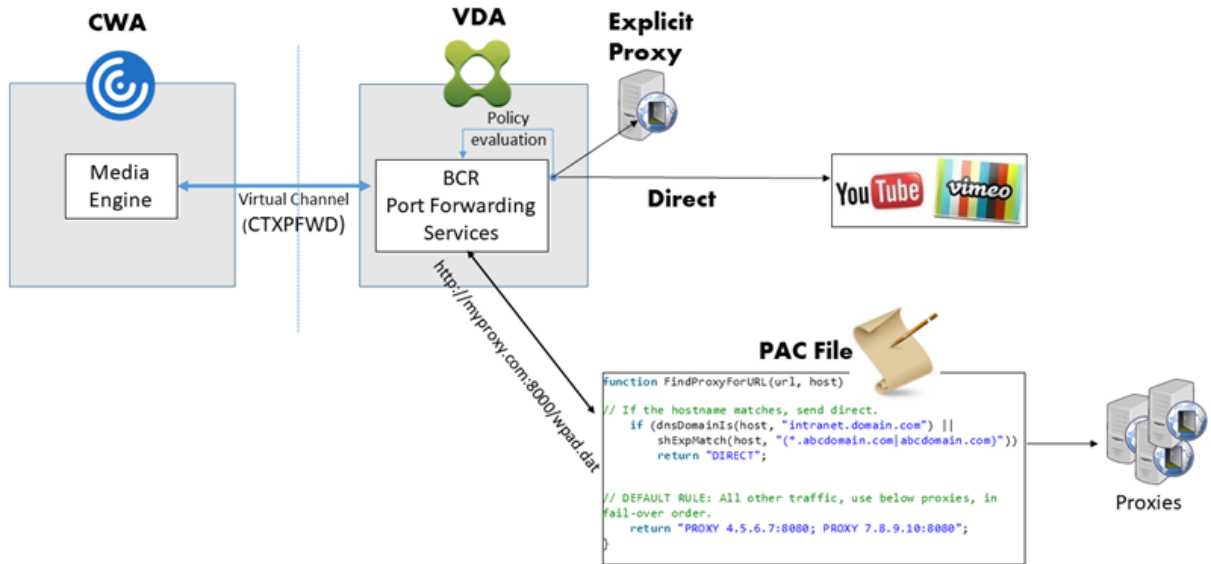 CWA
VDA
Explicit
Proxy
Policy
evaluation
Media
Engine
Virtual Channel
(CTXPFWD)
BCR
Port Forwarding
Services
Direct
You Tube
vimeo
http://myproxy.com:8000/wpad.dat
PAC File
function FindProxyForURL(url, host)
// If the hostname matches, send direct.
if (dnsDomainIs(host, "intranet.domain.com") ||
shExpMatch(host, "(*.abcdomain.com|abcdomain.com)"))
return "DIRECT";
// DEFAULT RULE: All other traffic, use below proxies, in
fail-over order.
return "PROXY 4.5.6.7:8080; PROXY 7.8.9.10:8080";
}
Proxies